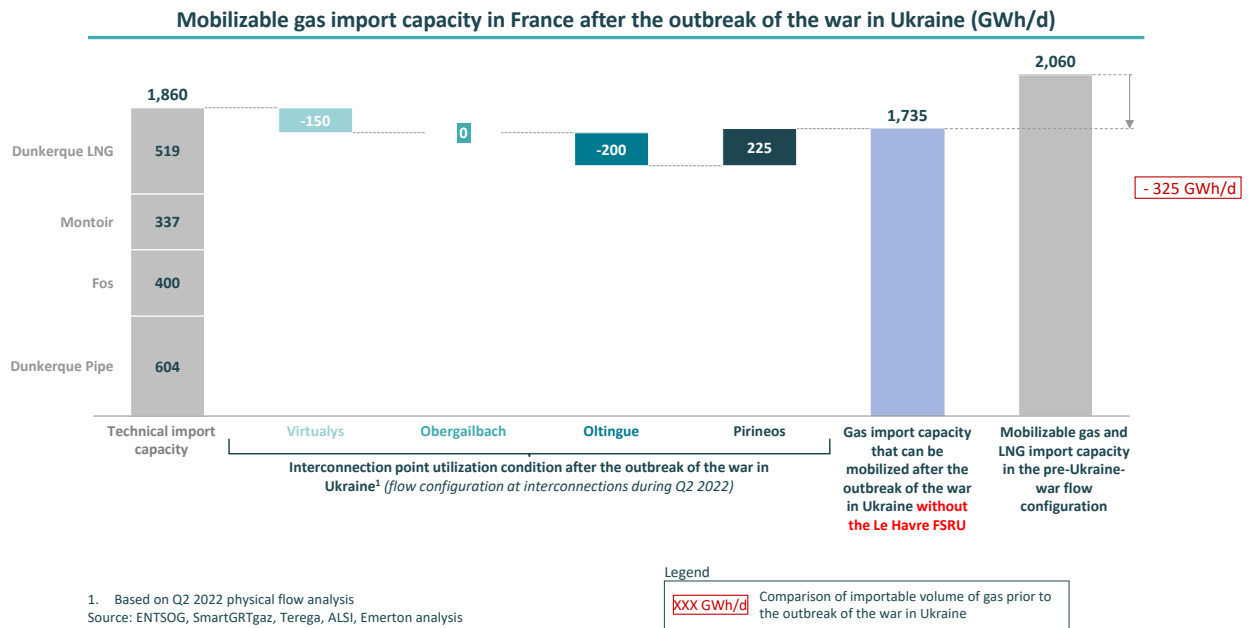 Mobilizable gas import capacity in France after the outbreak of the war in Ukraine (GWh/d)
2,060
1,860
1,735
-150
0
-200
225
Dunkerque LNG
519
- 325 GWh/d
Montoir
337
Fos
400
Dunkerque Pipe
604
Technical import
capacity
Virtualys
Obergailbach
Oltingue
Pirineos
Interconnection point utilization condition after the outbreak of the war in
Ukraine1 (flow configuration at interconnections during Q2 2022)
Gas import capacity
that can be
mobilized after the
outbreak of the war
in Ukraine without
the Le Havre FSRU
Mobilizable gas and
LNG import capacity
in the pre-Ukraine-
war flow
configuration
Legend
XXX GWh/d
Comparison of importable volume of gas prior to
the outbreak of the war in Ukraine
1. Based on Q2 2022 physical flow analysis
Source: ENTSOG, SmartGRTgaz, Terega, ALSI, Emerton analysis